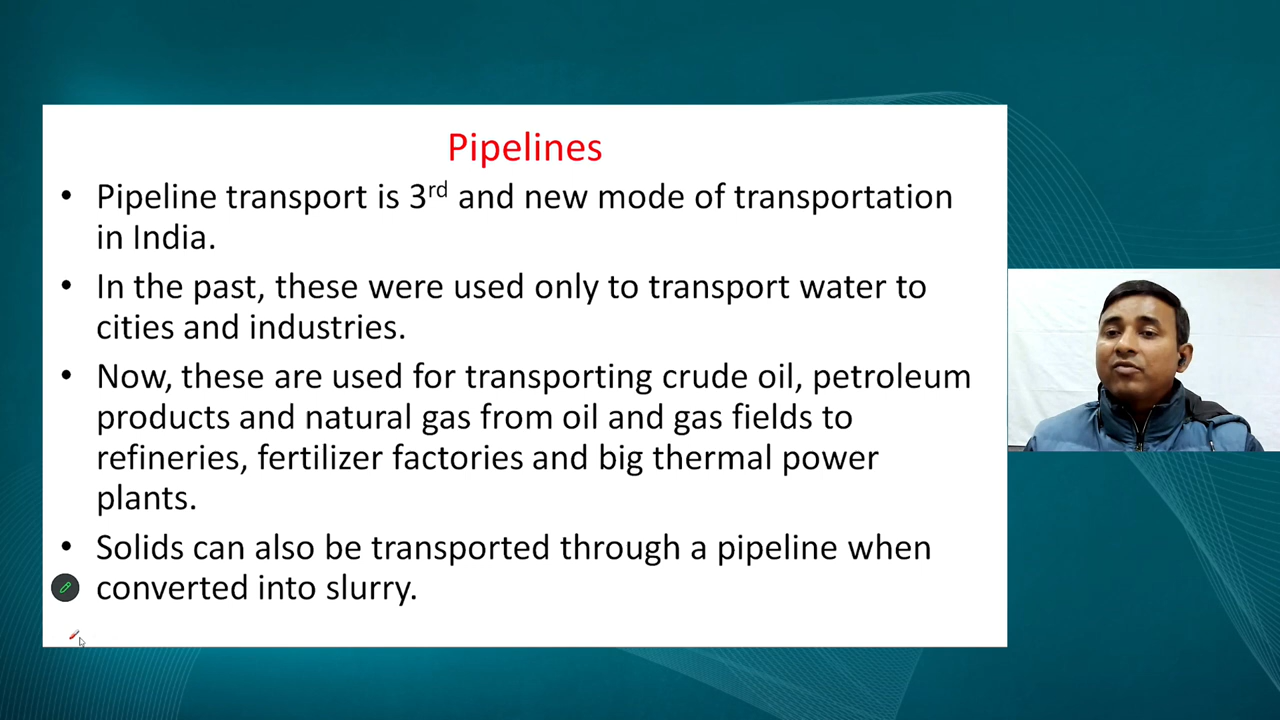 Pipelines
• Pipeline transport is 3rd and new mode of transportation
in India.
• In the past, these were used only to transport water to
cities and industries.
• Now, these are used for transporting crude oil, petroleum
products and natural gas from oil and gas fields to
refineries, fertilizer factories and big thermal power
plants.
• Solids can also be transported through a pipeline when
converted into slurry.